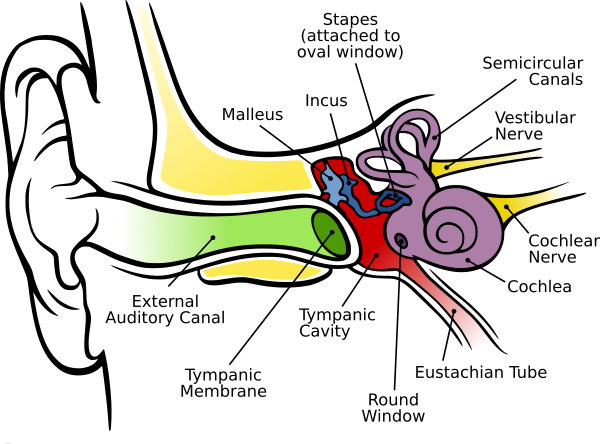 Stapes
(attached to
oval window)
Semicircular
Canals
Malleus
Incus
Vestibular
Nerve
Cochlear
Nerve
Cochlea
External
Auditory Canal
Tympanic
Cavity
Eustachian Tube
Tympanic
Membrane
Round
Window